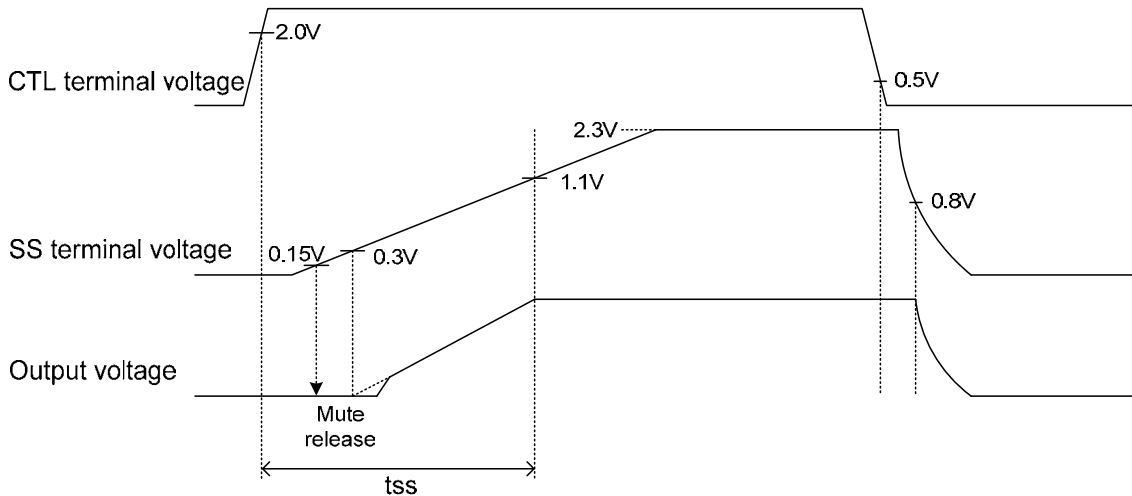 2.0V
CTL terminal voltage
0.5V
2.3V
1.1V
0.8V
SS terminal voltage
0.15V
0.3V
Output voltage
Mute
release
tss